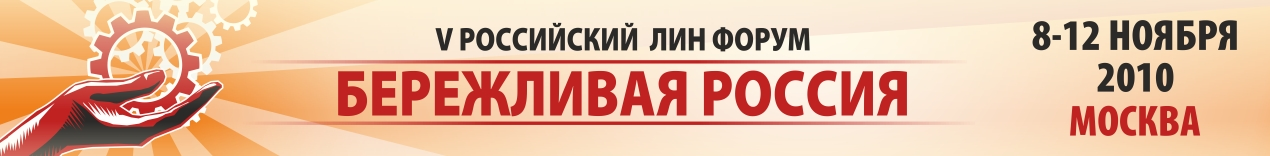 V РОССИЙСКИЙ ЛИН ФОРУМ
БЕРЕЖЛИВАЯ РОССИЯ
8-12 НОЯБРЯ
2010
МОСКВА